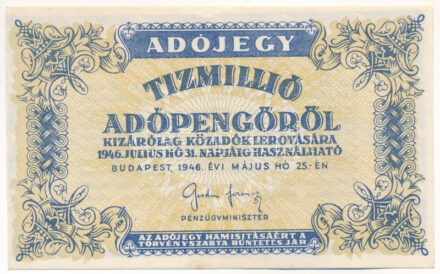 ADÓJEGY
TIZMILLIÓ
ADÓPENGŐRŐL
KIZÁRÓLAG KÖZADÓK LEROVÁSÁRA
1946. JULIUS HÓ 31. NAPJÁIG HASZNÁLHATÓ
BUDAPEST, 1946. ÉVI MÁJUS HÓ 25.-ÉN
PÉNZÜGYMINISZTER
AZ ADÓJEGY HAMISITÁSÁÉRT A
TÖRVÉNYSZABTA BÜNTETÉS JÁR